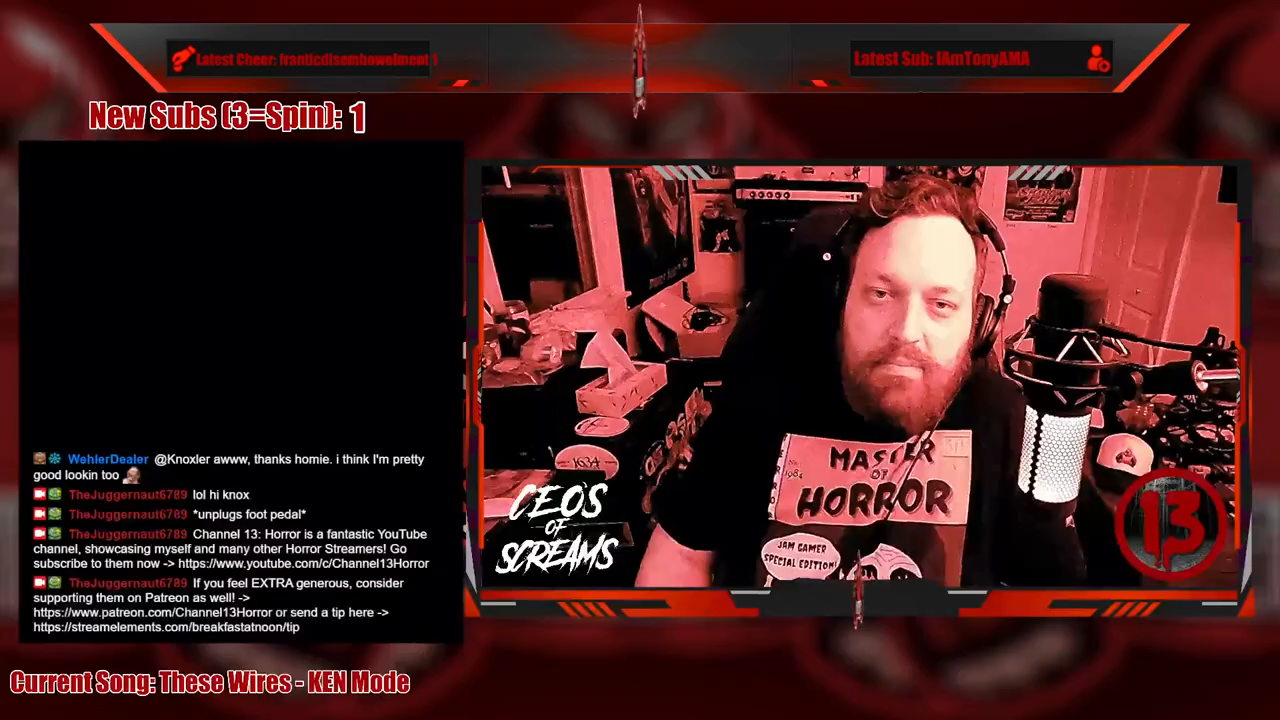 Latest Cheer: franticdisembowelment 1
Latest Sub: IAmTonyAMA
New Subs (3=Spin): 1
WehlerDealer @Knoxler awww, thanks homie. i think I'm pretty
good lookin too
TheJuggernaut6789 lol hi knox
TheJuggernaut6789 *unplugs foot pedal*
TheJuggernaut6789 Channel 13: Horror is a fantastic YouTube
channel, showcasing myself and many other Horror Streamers! Go
subscribe to them now -> https://www.youtube.com/c/Channel13Horror
TheJuggernaut6789 If you feel EXTRA generous, consider
supporting them on Patreon as well! ->
https://www.patreon.com/Channel13Horror or send a tip here ->
https://streamelements.com/breakfastatnoon/tip
1634
CEO'S
OF
SCREAMS
MASTER
OF
HORROR
1984
JAM GAMER
SPECIAL EDITION!
13
Current Song: These Wires - KEN Mode